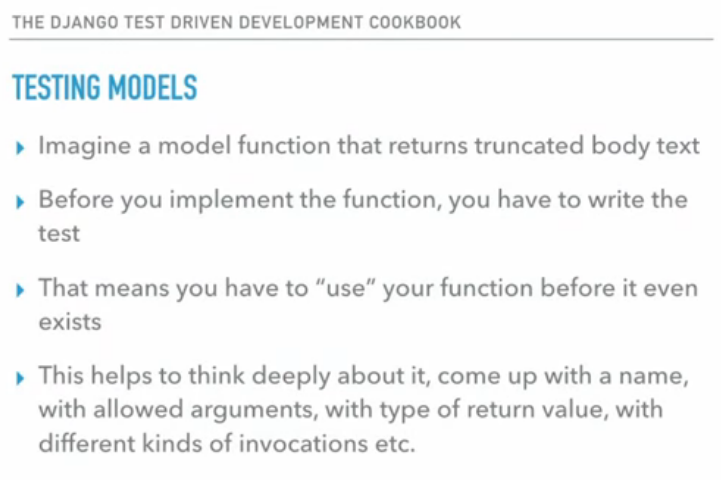 THE DJANGO TEST DRIVEN DEVELOPMENT COOKBOOK
TESTING MODELS
Imagine a model function that returns truncated body text
Before you implement the function, you have to write the
test
That means you have to “use” your function before it even
exists
This helps to think deeply about it, come up with a name,
with allowed arguments, with type of return value, with
different kinds of invocations etc.